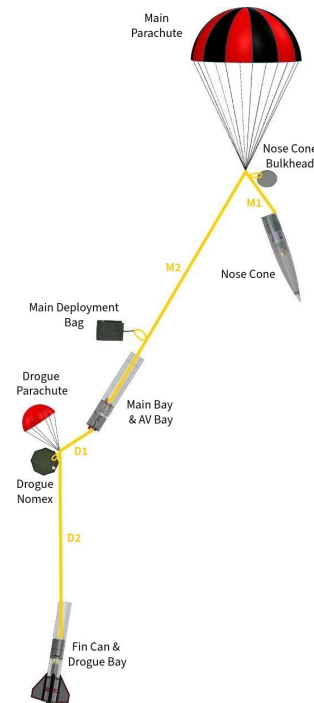 Main
Parachute
Nose Cone
Bulkhead
M1
M2
Nose Cone
Main Deployment
Bag
Drogue
Parachute
Main Bay
& AV Bay
D1
Drogue
Nomex
D2
Fin Can &
Drogue Bay